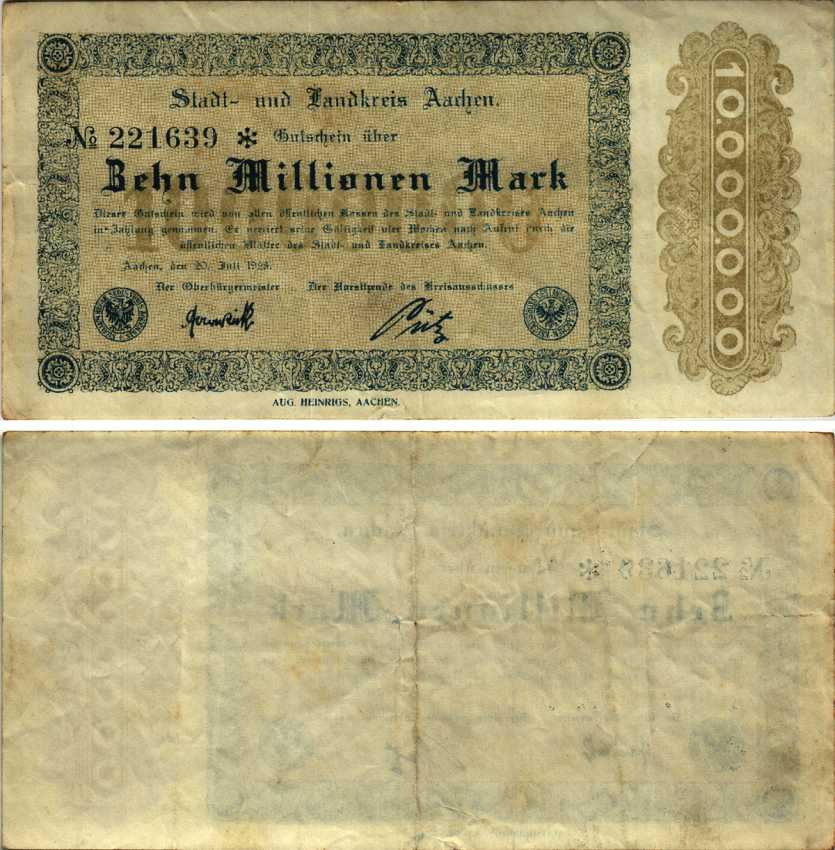 Stadt- und Landkreis Aachen.
№ 221639 * Gutschein über
Zehn Millionen Mark
Dieser Gutschein wird von allen öffentlichen Kassen des Stadt- und Landkreises Aachen
in Zahlung genommen. Er verliert seine Gültigkeit vier Wochen nach Aufruf durch die
öffentlichen Blätter des Stadt- und Landkreises Aachen.
Aachen, den 20. Juli 1923.
Der Oberbürgermeister Der Vorsitzende des Kreisausschusses
AUG. HEINRIGS, AACHEN.
10.000.000